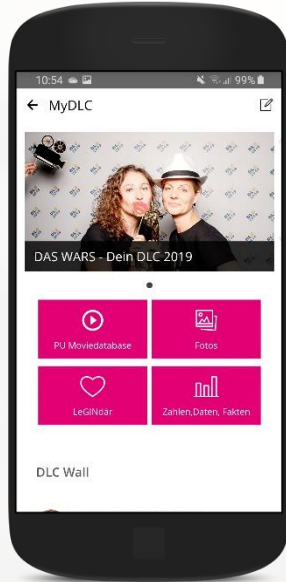 10:54 99%
MyDLC
DAS WARS - Dein DLC 2019
PU Moviedatabase
Fotos
LeGINdär
Zahlen,Daten, Fakten
DLC Wall